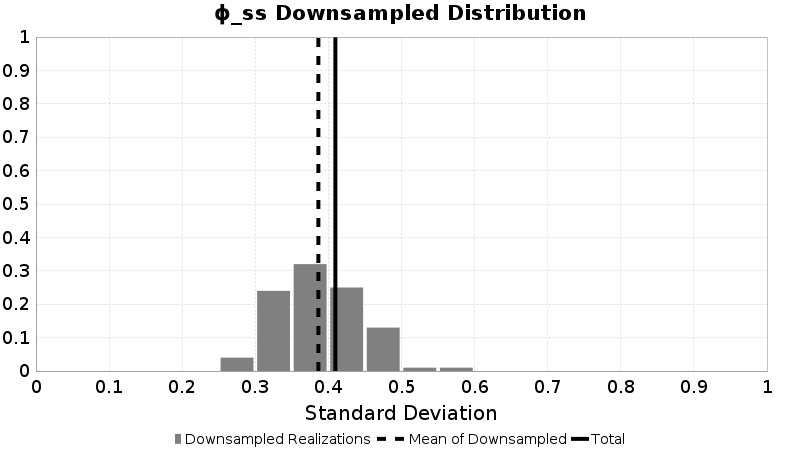 ϕ_ss Downsampled Distribution
1
0.9
0.8
0.7
0.6
0.5
0.4
0.3
0.2
0.1
0
0 0.1 0.2 0.3 0.4 0.5 0.6 0.7 0.8 0.9 1
Standard Deviation
Downsampled Realizations Mean of Downsampled Total